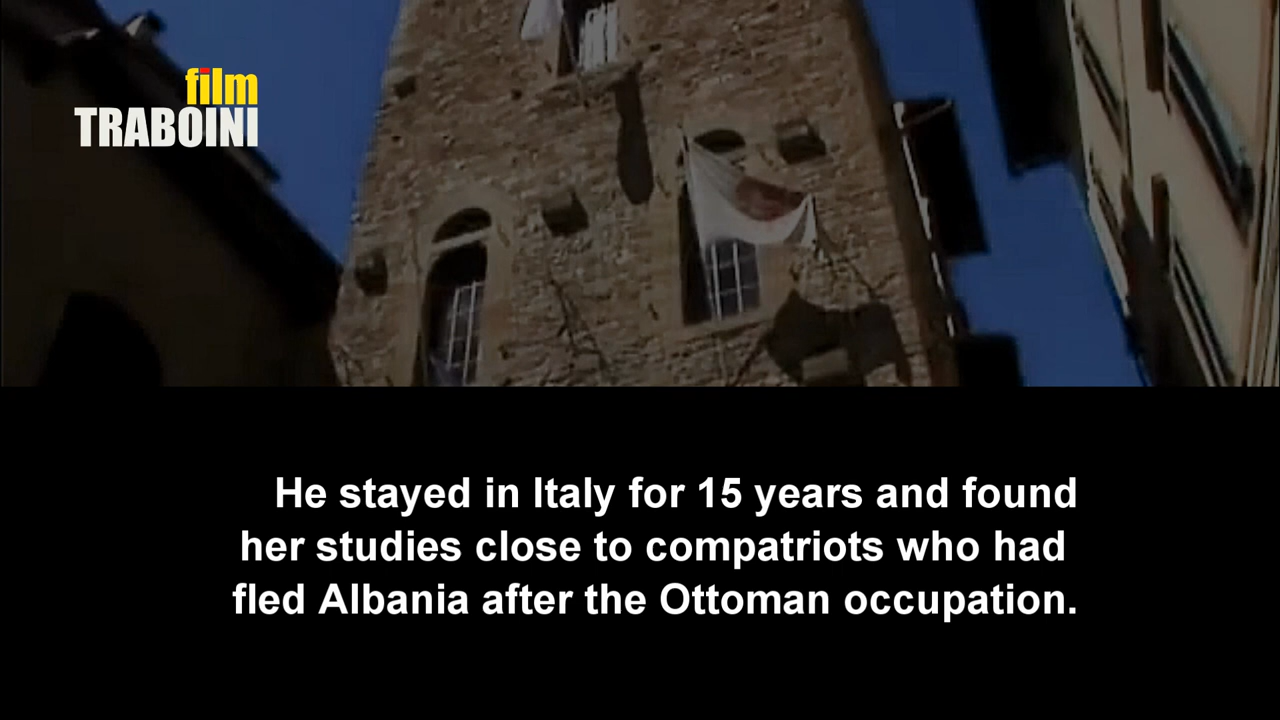 film
TRABOINI
He stayed in Italy for 15 years and found
her studies close to compatriots who had
fled Albania after the Ottoman occupation.